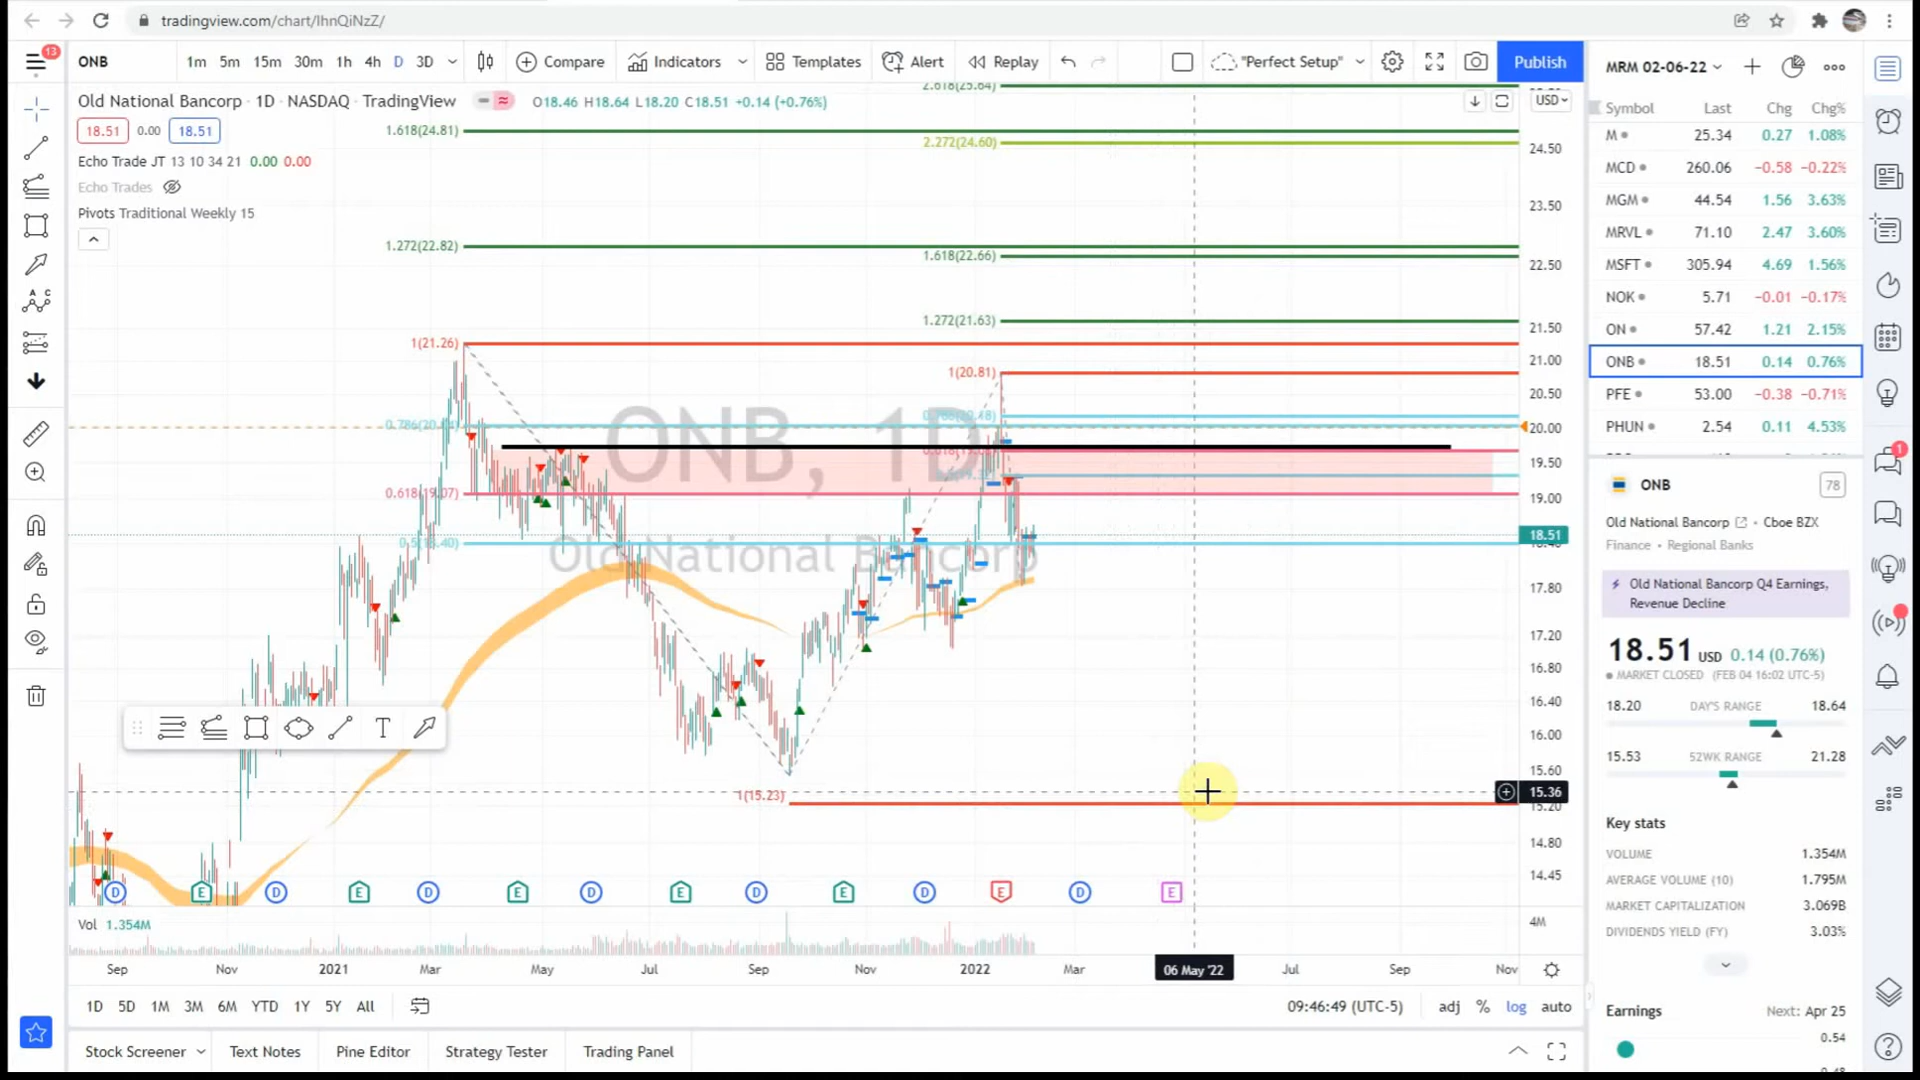 tradingview.com/chart/IhnQiNzZ/
13
ONB
1m 5m 15m 30m 1h 4h D 3D
Compare
Indicators
Templates
Alert
Replay
"Perfect Setup"
Publish
MRM 02-06-22
Old National Bancorp · 1D · NASDAQ · TradingView
O18.46 H18.64 L18.20 C18.51 +0.14 (+0.76%)
USD
18.51 0.00 18.51
Echo Trade JT 13 10 34 21 0.00 0.00
Echo Trades
Pivots Traditional Weekly 15
2.618(25.64)
1.618(24.81)
2.272(24.60)
1.272(22.82)
1.618(22.66)
1.272(21.63)
1(21.26)
1(20.81)
0.618(19.07)
1(15.23)
ONB, 1D
Old National Bancorp
24.50
23.50
22.50
21.50
21.00
20.50
20.00
19.50
19.00
18.51
17.80
17.20
16.80
16.40
16.00
15.60
15.36
15.20
14.80
14.45
4M
T
D E D E D E D E D E D E D E
Vol 1.354M
Sep Nov 2021 Mar May Jul Sep Nov 2022 Mar 06 May '22 Jul Sep Nov
1D 5D 1M 3M 6M YTD 1Y 5Y All
09:46:49 (UTC-5) adj % log auto
Stock Screener Text Notes Pine Editor Strategy Tester Trading Panel
Symbol Last Chg Chg%
M 25.34 0.27 1.08%
MCD 260.06 −0.58 −0.22%
MGM 44.54 1.56 3.63%
MRVL 71.10 2.47 3.60%
MSFT 305.94 4.69 1.56%
NOK 5.71 −0.01 −0.17%
ON 57.42 1.21 2.15%
ONB 18.51 0.14 0.76%
PFE 53.00 −0.38 −0.71%
PHUN 2.54 0.11 4.53%
1
ONB 78
Old National Bancorp • Cboe BZX
Finance • Regional Banks
Old National Bancorp Q4 Earnings,
Revenue Decline
18.51 USD 0.14 (0.76%)
MARKET CLOSED (FEB 04 16:02 UTC-5)
18.20 DAY'S RANGE 18.64
15.53 52WK RANGE 21.28
Key stats
VOLUME 1.354M
AVERAGE VOLUME (10) 1.795M
MARKET CAPITALIZATION 3.069B
DIVIDENDS YIELD (FY) 3.03%
Earnings Next: Apr 25
0.54